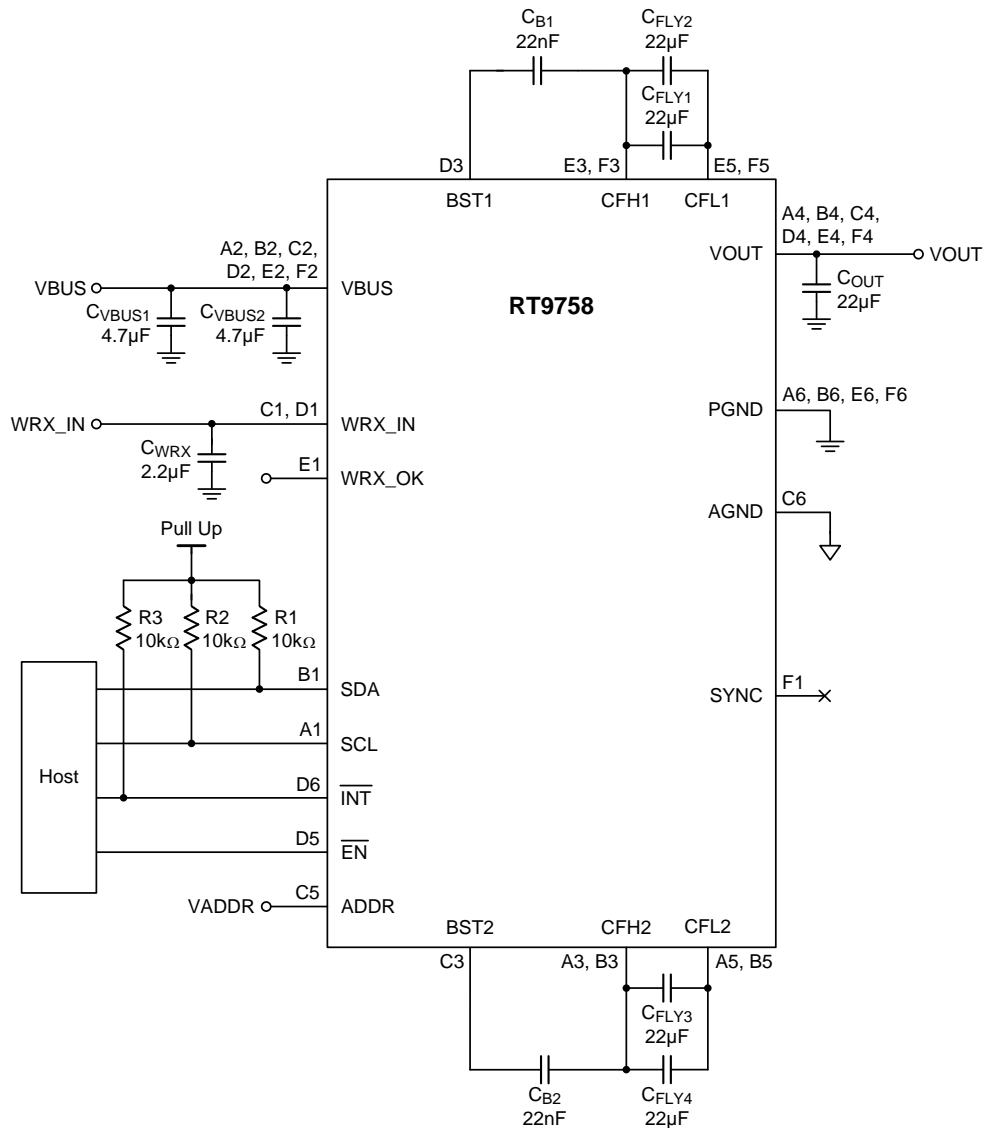 CB1
22nF
CFLY2
22µF
CFLY1
22µF
D3
E3, F3
E5, F5
BST1
CFH1
CFL1
A4, B4, C4,
D4, E4, F4
VOUT
VOUT
COUT
22µF
A2, B2, C2,
D2, E2, F2
VBUS
VBUS
CVBUS1
4.7µF
CVBUS2
4.7µF
RT9758
A6, B6, E6, F6
PGND
WRX_IN
C1, D1
WRX_IN
CWRX
2.2µF
E1
WRX_OK
C6
AGND
Pull Up
R3
10kΩ
R2
10kΩ
R1
10kΩ
B1
SDA
F1
SYNC
A1
SCL
Host
D6
INT
D5
EN
VADDR
C5
ADDR
BST2
CFH2
CFL2
C3
A3, B3
A5, B5
CFLY3
22µF
CB2
22nF
CFLY4
22µF